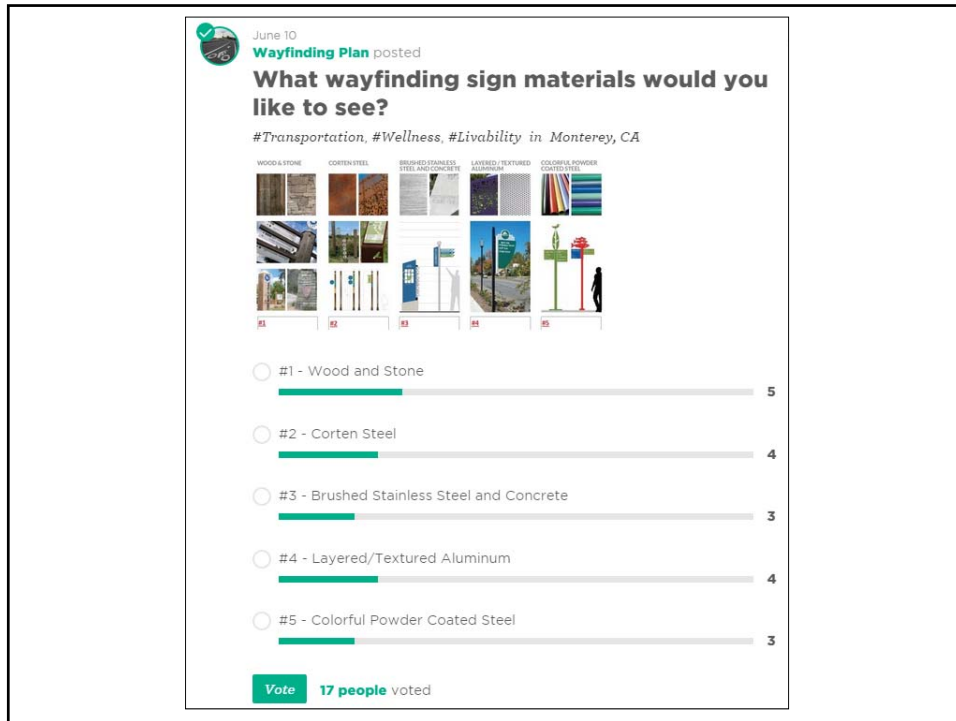 June 10
Wayfinding Plan posted
What wayfinding sign materials would you
like to see?
#Transportation, #Wellness, #Livability in Monterey, CA
WOOD & STONE
CORTEN STEEL
BRUSHED STAINLESS
STEEL AND CONCRETE
LAYERED / TEXTURED
ALUMINUM
COLORFUL POWDER
COATED STEEL
#1
#2
#3
#4
#5
#1 - Wood and Stone
5
#2 - Corten Steel
4
#3 - Brushed Stainless Steel and Concrete
3
#4 - Layered/Textured Aluminum
4
#5 - Colorful Powder Coated Steel
3
Vote 17 people voted